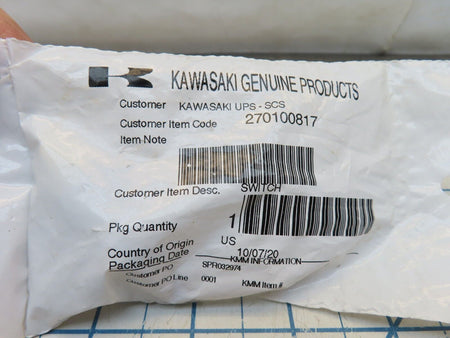 KAWASAKI GENUINE PRODUCTS
Customer KAWASAKI UPS - SCS
Customer Item Code 270100817
Item Note
Customer Item Desc. SWITCH
Pkg Quantity 1
Country of Origin US
Packaging Date 10/07/20
KMM INFORMATION
Customer PO SPR032974
Customer PO Line 0001 KMM Item#